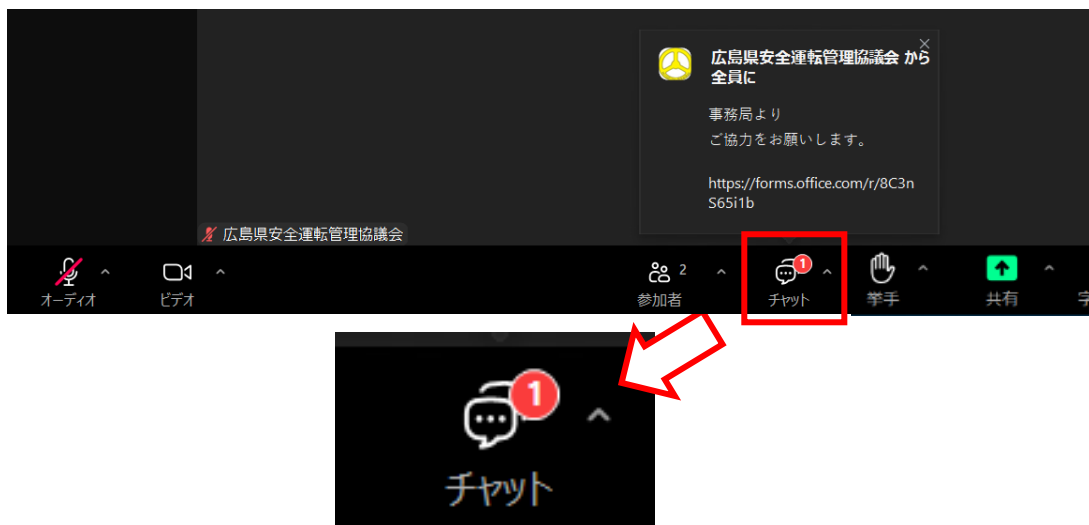 広島県安全運転管理協議会 から
全員に
事務局より
ご協力をお願いします。
https://forms.office.com/r/8C3n
S65i1b
広島県安全運転管理協議会
2
1
オーディオ
ビデオ
参加者
チャット
挙手
共有
字
1
チャット